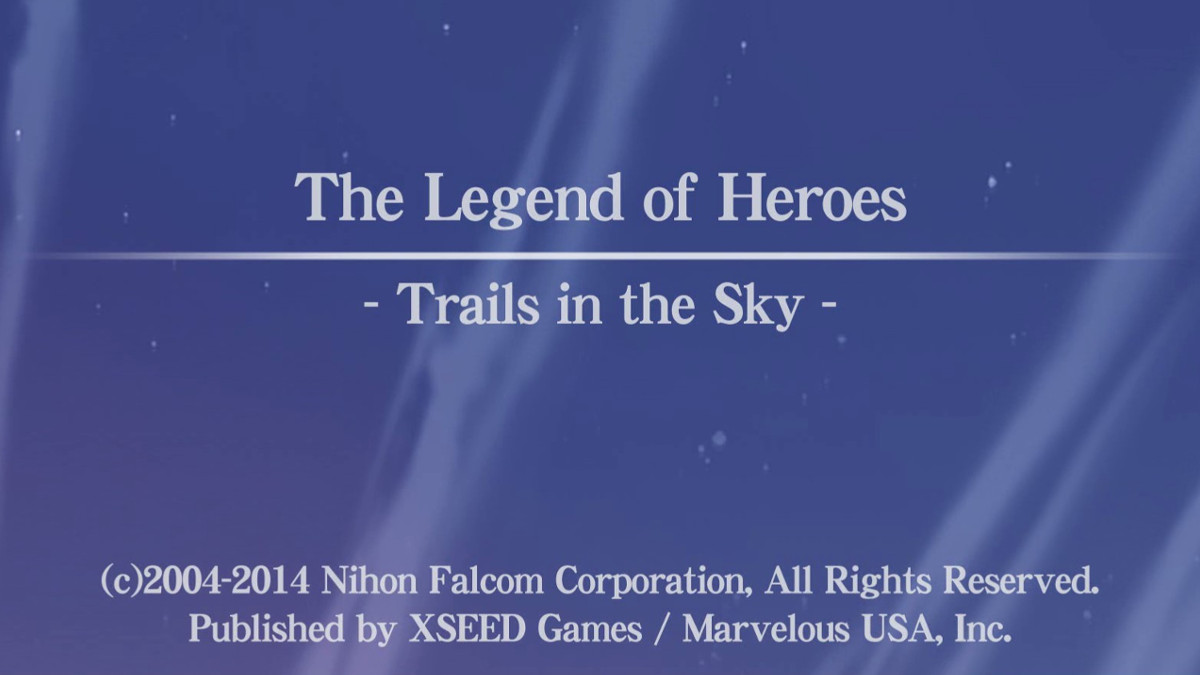 The Legend of Heroes
- Trails in the Sky -
(c)2004-2014 Nihon Falcom Corporation, All Rights Reserved.
Published by XSEED Games / Marvelous USA, Inc.